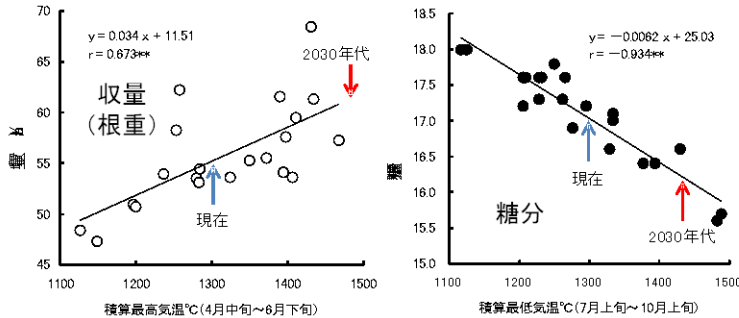 y = 0.034 x + 11.51
r = 0.673**
2030年代
収量
(根重)
現在
70
65
60
55
50
45
1100
1200
1300
1400
1500
積算最高気温℃(4月中旬～6月下旬)
y = －0.0062 x + 25.03
r = －0.934**
現在
糖分
2030年代
18.5
18.0
17.5
17.0
16.5
16.0
15.5
15.0
1100
1200
1300
1400
1500
積算最低気温℃(7月上旬～10月上旬)